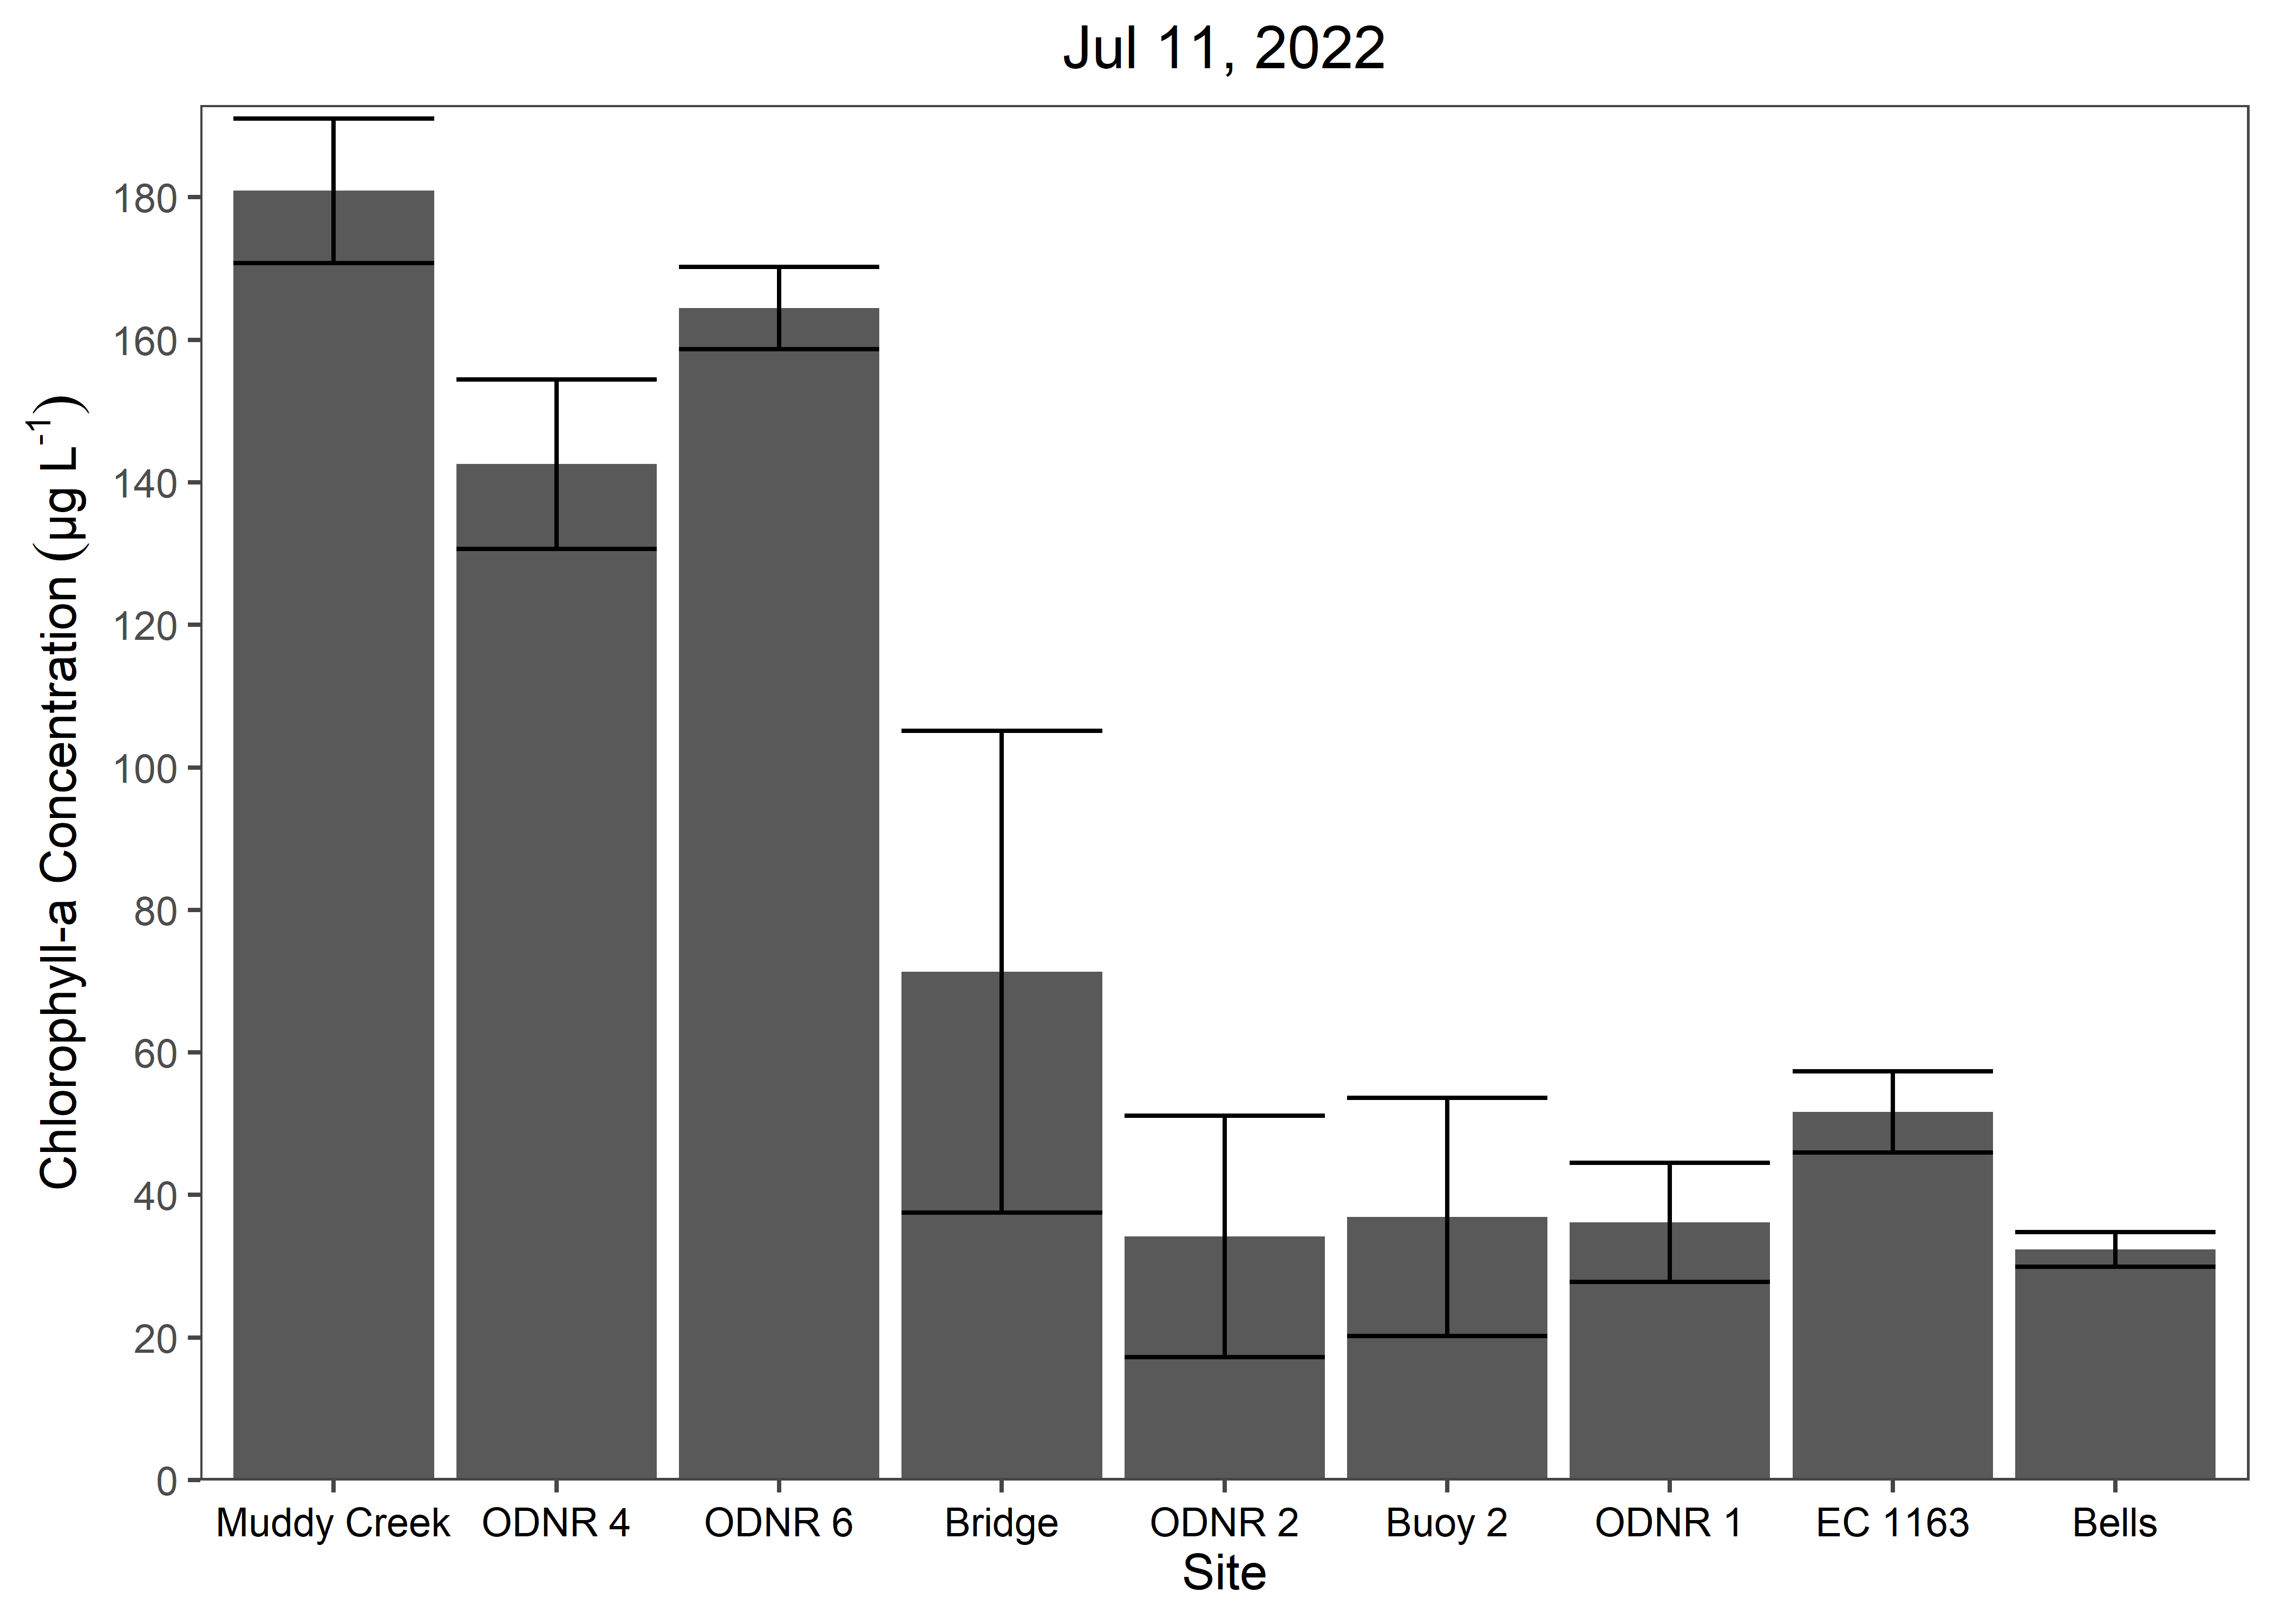 Jul 11, 2022
Chlorophyll-a Concentration (µg L⁻¹)
180
160
140
120
100
80
60
40
20
0
Muddy Creek ODNR 4 ODNR 6 Bridge ODNR 2 Buoy 2 ODNR 1 EC 1163 Bells
Site